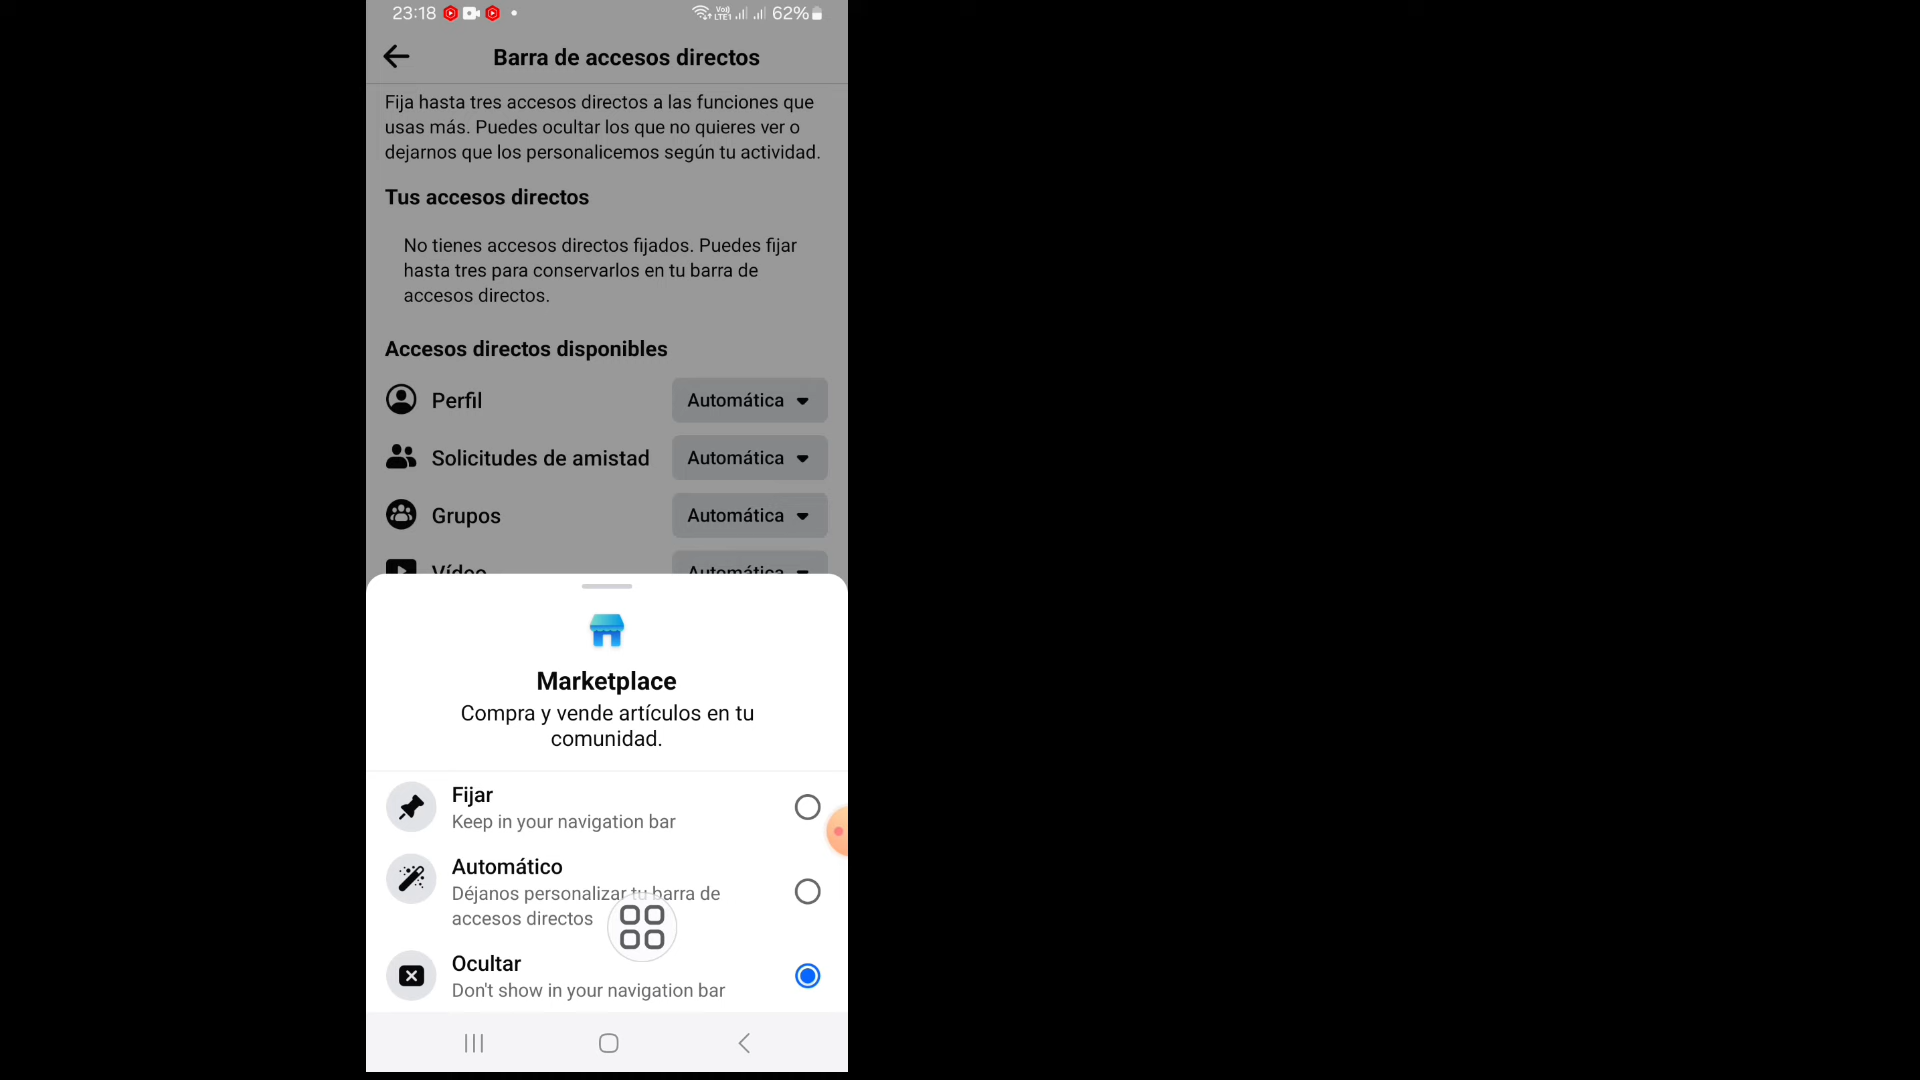 23:18
Vo)) LTE1
62%
Barra de accesos directos
Fija hasta tres accesos directos a las funciones que
usas más. Puedes ocultar los que no quieres ver o
dejarnos que los personalicemos según tu actividad.
Tus accesos directos
No tienes accesos directos fijados. Puedes fijar
hasta tres para conservarlos en tu barra de
accesos directos.
Accesos directos disponibles
Perfil Automática
Solicitudes de amistad Automática
Grupos Automática
Vídeo Automática
Marketplace
Compra y vende artículos en tu
comunidad.
Fijar
Keep in your navigation bar
Automático
Déjanos personalizar tu barra de
accesos directos
Ocultar
Don't show in your navigation bar